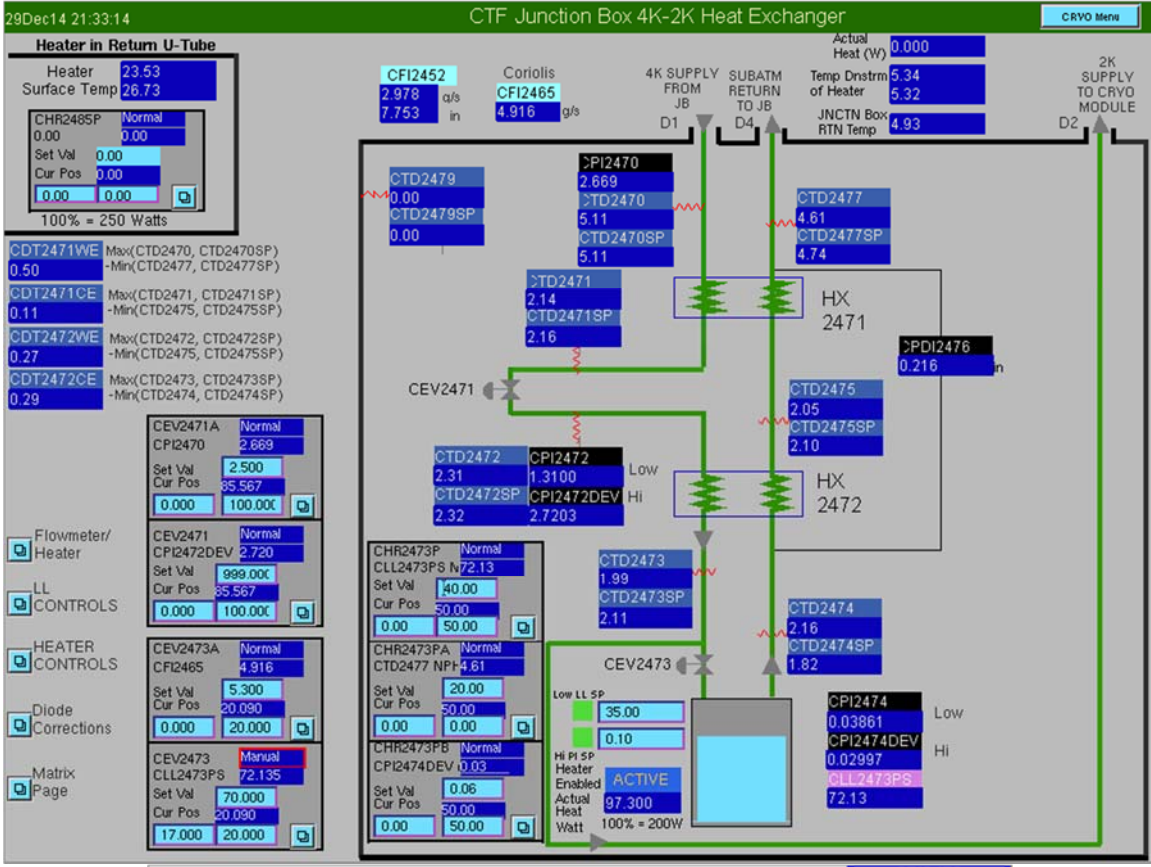 29Dec14 21:33:14
CTF Junction Box 4K-2K Heat Exchanger
CRYO Menu
Heater in Return U-Tube
Heater
Surface Temp
23.53
26.73
CHR2485P Normal
0.00 0.00
Set Val 0.00
Cur Pos 0.00
0.00 0.00
100% = 250 Watts
CFI2452
2.978 g/s
7.753 in
Coriolis
CFI2465
4.916 g/s
4K SUPPLY
FROM
JB
D1
SUBATM
RETURN
TO JB
D4
Actual
Heat (W) 0.000
Temp Dnstrm 5.34
of Heater 5.32
JNCTN Box
RTN Temp 4.93
2K
SUPPLY
TO CRYO
MODULE
D2
CDT2471WE Max(CTD2470, CTD2470SP)
0.50 -Min(CTD2477, CTD2477SP)
CDT2471CE Max(CTD2471, CTD2471SP)
0.11 -Min(CTD2475, CTD2475SP)
CDT2472WE Max(CTD2472, CTD2472SP)
0.27 -Min(CTD2475, CTD2475SP)
CDT2472CE Max(CTD2473, CTD2473SP)
0.29 -Min(CTD2474, CTD2474SP)
CTD2479
0.00
CTD2479SP
0.00
CPI2470
2.669
CTD2470
5.11
CTD2470SP
5.11
CTD2477
4.61
CTD2477SP
4.74
CTD2471
2.14
CTD2471SP
2.16
HX
2471
CPDI2476
0.216 in
CEV2471
CTD2475
2.05
CTD2475SP
2.10
CTD2472
2.31
CTD2472SP
2.32
CPI2472
1.3100
Low
CPI2472DEV Hi
2.7203
HX
2472
CEV2471A Normal
CPI2470 2.669
Set Val 2.500
Cur Pos 85.567
0.000 100.000
CEV2471 Normal
CPI2472DEV 2.720
Set Val 999.000
Cur Pos 85.567
0.000 100.000
CEV2473A Normal
CFI2465 4.916
Set Val 5.300
Cur Pos 20.090
0.000 20.000
CEV2473 Manual
CLL2473PS 72.135
Set Val 70.000
Cur Pos 20.090
17.000 20.000
Flowmeter/
Heater
LL
CONTROLS
HEATER
CONTROLS
Diode
Corrections
Matrix
Page
CHR2473P Normal
CLL2473PS N 72.13
Set Val 40.00
Cur Pos 50.00
0.00 50.00
CHR2473PA Normal
CTD2477 NPH 4.61
Set Val 20.00
Cur Pos 50.00
0.00 0.00
CHR2473PB Normal
CPI2474DEV 0.03
Set Val 0.06
Cur Pos 50.00
0.00 50.00
CTD2473
1.99
CTD2473SP
2.11
CTD2474
2.16
CTD2474SP
1.82
CEV2473
Low LL SP
35.00
0.10
Hi PI SP
Heater
Enabled ACTIVE
Actual
Heat 97.300
Watt 100% = 200W
CPI2474
0.03861
Low
CPI2474DEV
0.02997
Hi
CLL2473PS
72.13